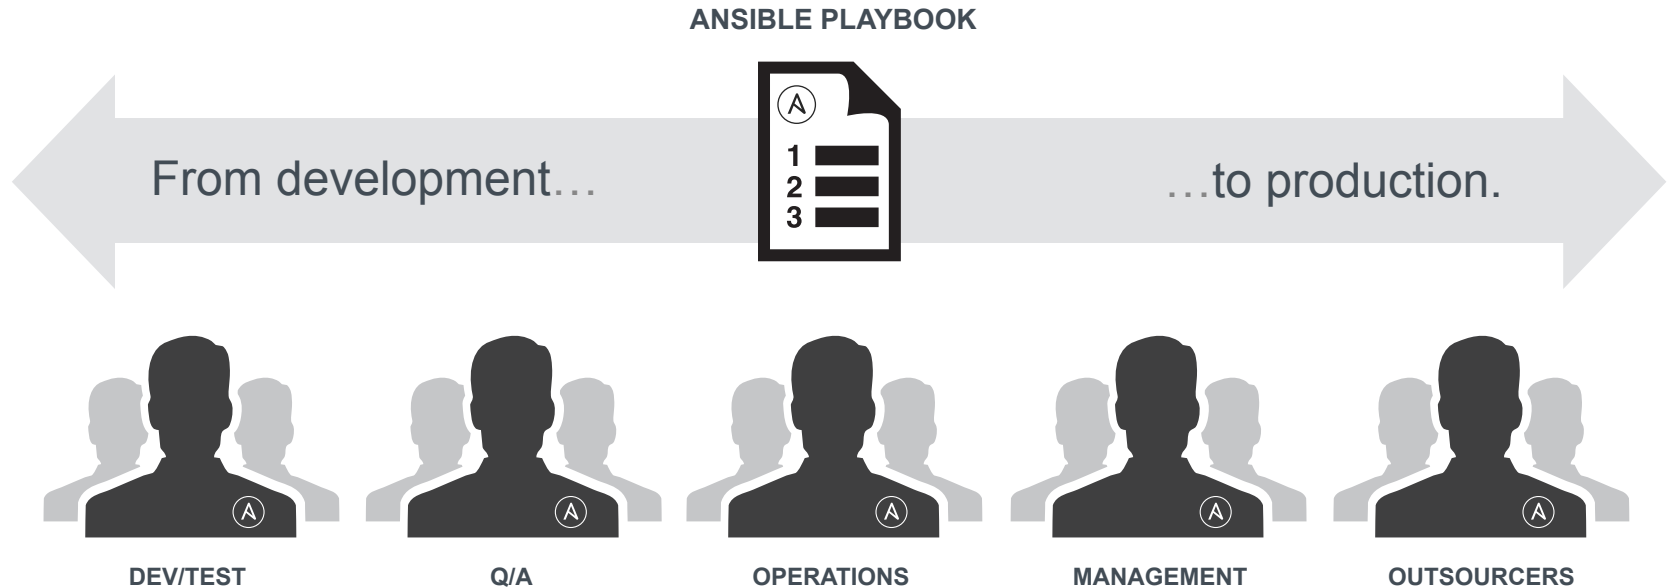 ANSIBLE PLAYBOOK
From development…
…to production.
1
2
3
DEV/TEST
Q/A
OPERATIONS
MANAGEMENT
OUTSOURCERS